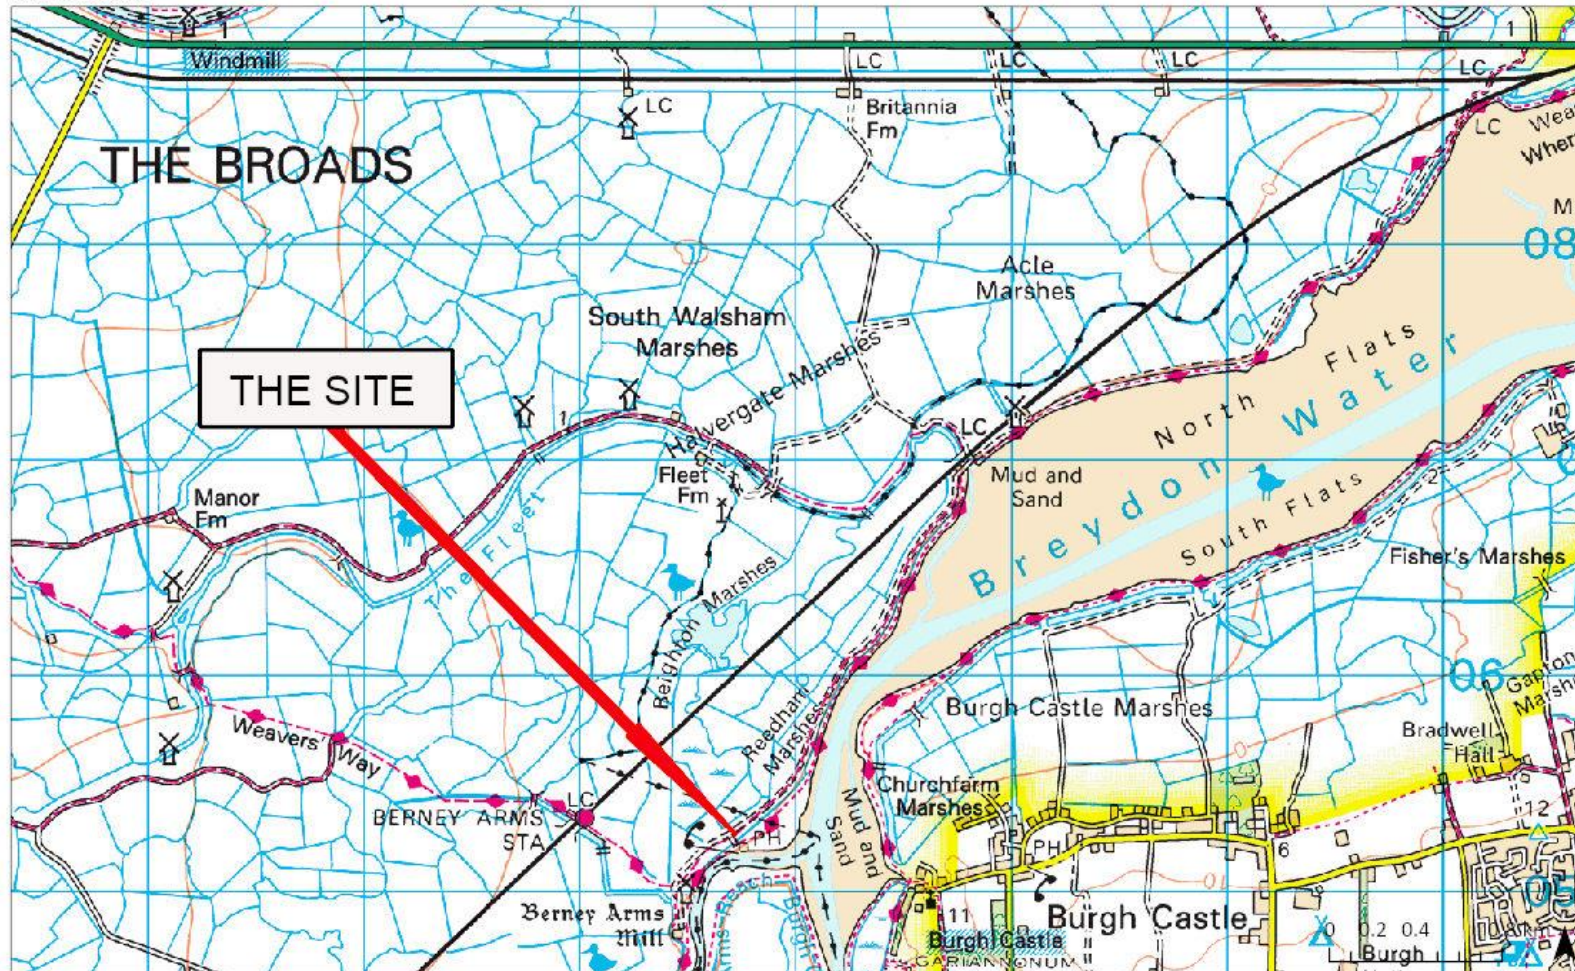 1
1
Windmill
LC
LC
LC
LC
LC
Britannia
Fm
LC
THE BROADS
08
Acle
Marshes
South Walsham
Marshes
Halvergate Marshes
THE SITE
1
Flats
North
LC
Mud and
Sand
Breydon Water
South Flats
2
Fleet
Fm
Manor
Fm
The Fleet
Fisher's Marshes
Beighton Marshes
06
Burgh Castle Marshes
Reedham
Marshes
Weavers' Way
Bradwell
Hall
Churchfarm
Marshes
LC
BERNEY ARMS
STA
PH
Mud and
Sand
PH
12
6
10
05
Berney Arms
Mill
11
Burgh Castle
Burgh Castle
GARIANNONUM
0 0.2 0.4
Burgh